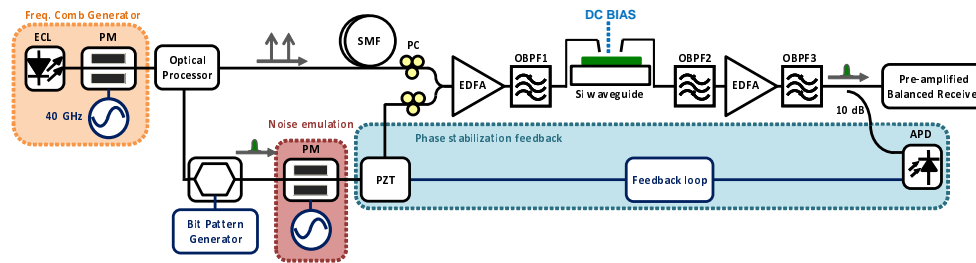 Freq. Comb Generator
ECL
PM
40 GHz
Optical
Processor
SMF
PC
EDFA
OBPF1
DC BIAS
Si waveguide
OBPF2
EDFA
OBPF3
10 dB
Pre-amplified
Balanced Receive
APD
Noise emulation
PM
Phase stabilization feedback
PZT
Feedback loop
Bit Pattern
Generator